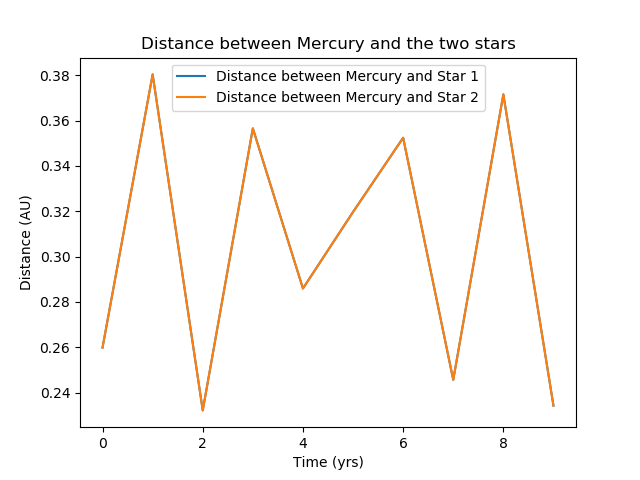 Distance between Mercury and the two stars
Distance between Mercury and Star 1
Distance between Mercury and Star 2
Distance (AU)
0.38
0.36
0.34
0.32
0.30
0.28
0.26
0.24
0 2 4 6 8
Time (yrs)